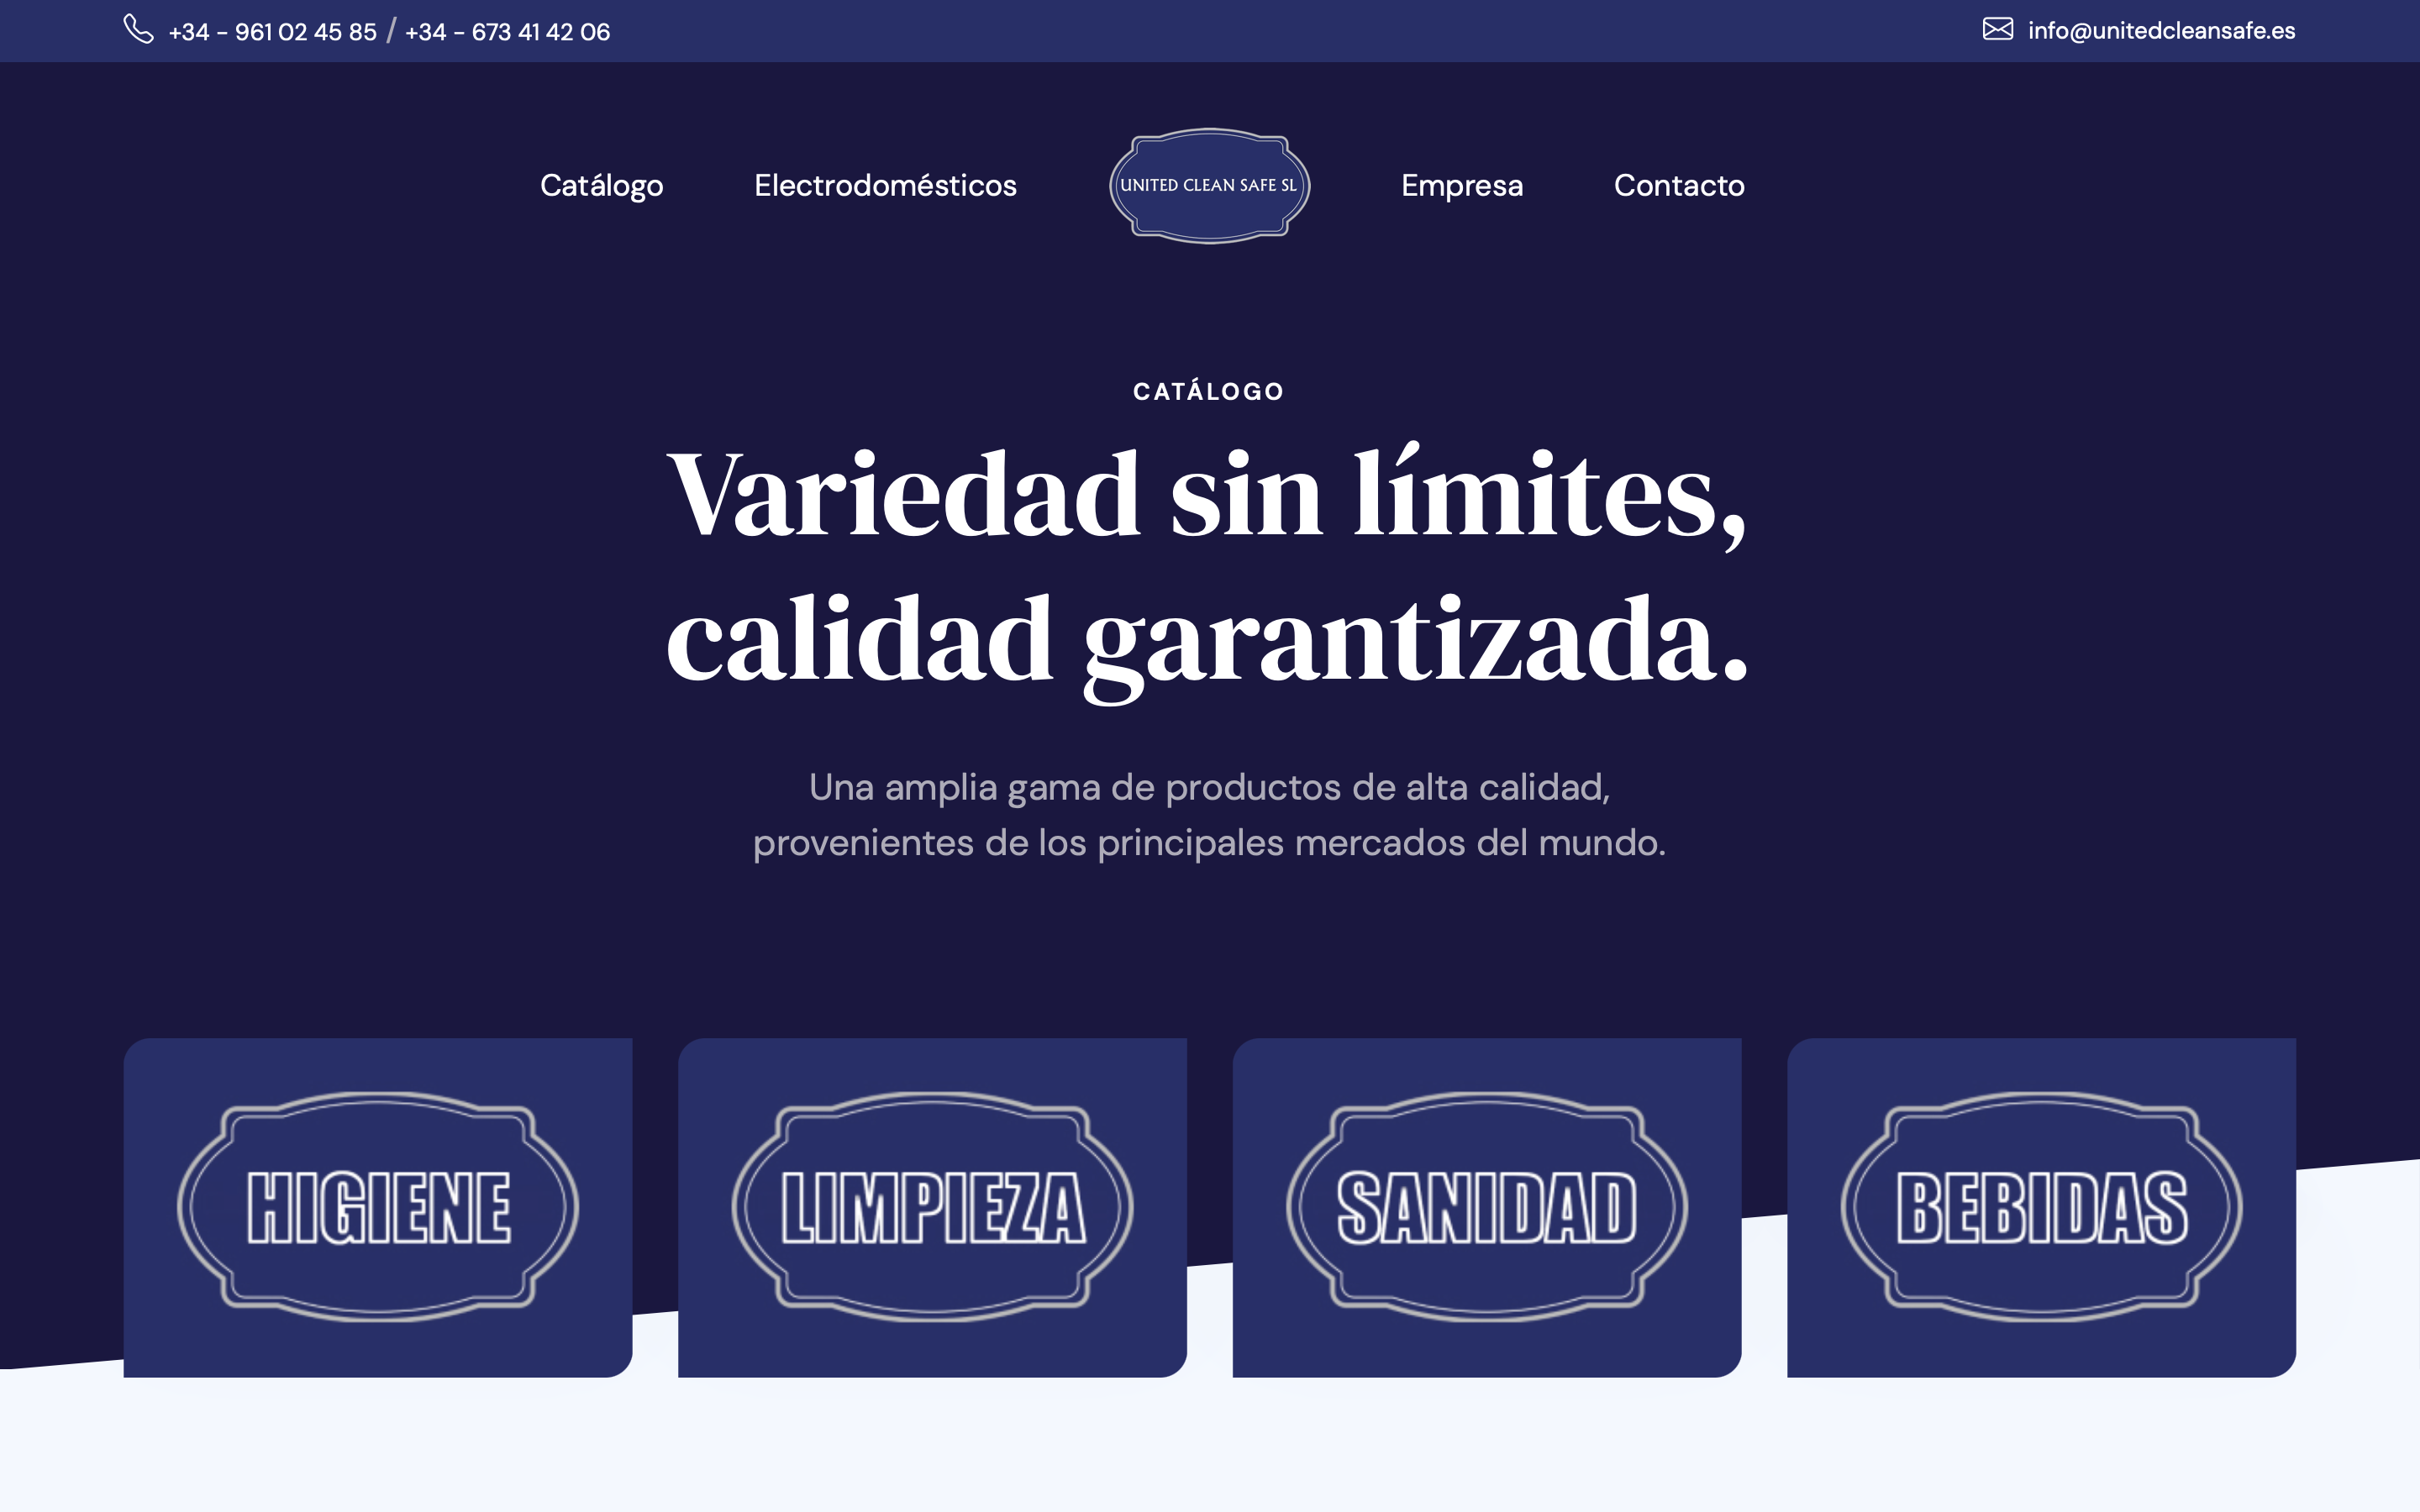 +34 - 961 02 45 85 / +34 - 673 41 42 06
info@unitedcleansafe.es
Catálogo
Electrodomésticos
UNITED CLEAN SAFE SL
Empresa
Contacto
CATÁLOGO
Variedad sin límites,
calidad garantizada.
Una amplia gama de productos de alta calidad,
provenientes de los principales mercados del mundo.
HIGIENE
LIMPIEZA
SANIDAD
BEBIDAS